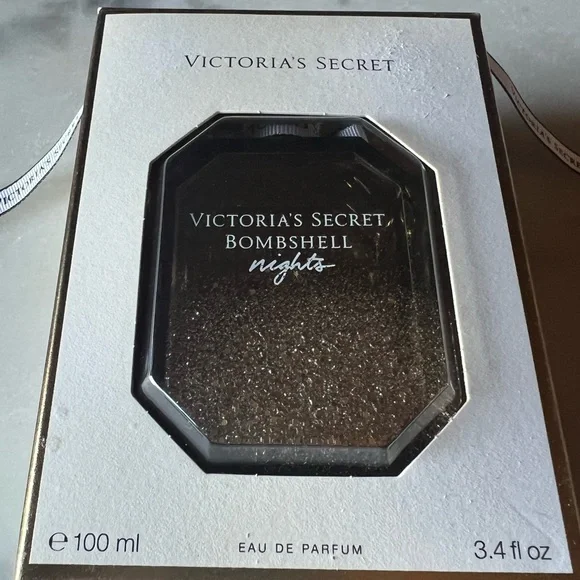 VICTORIA'S SECRET
VICTORIA'S SECRET
BOMBSHELL
nights
℮ 100 ml
EAU DE PARFUM
3.4 fl oz